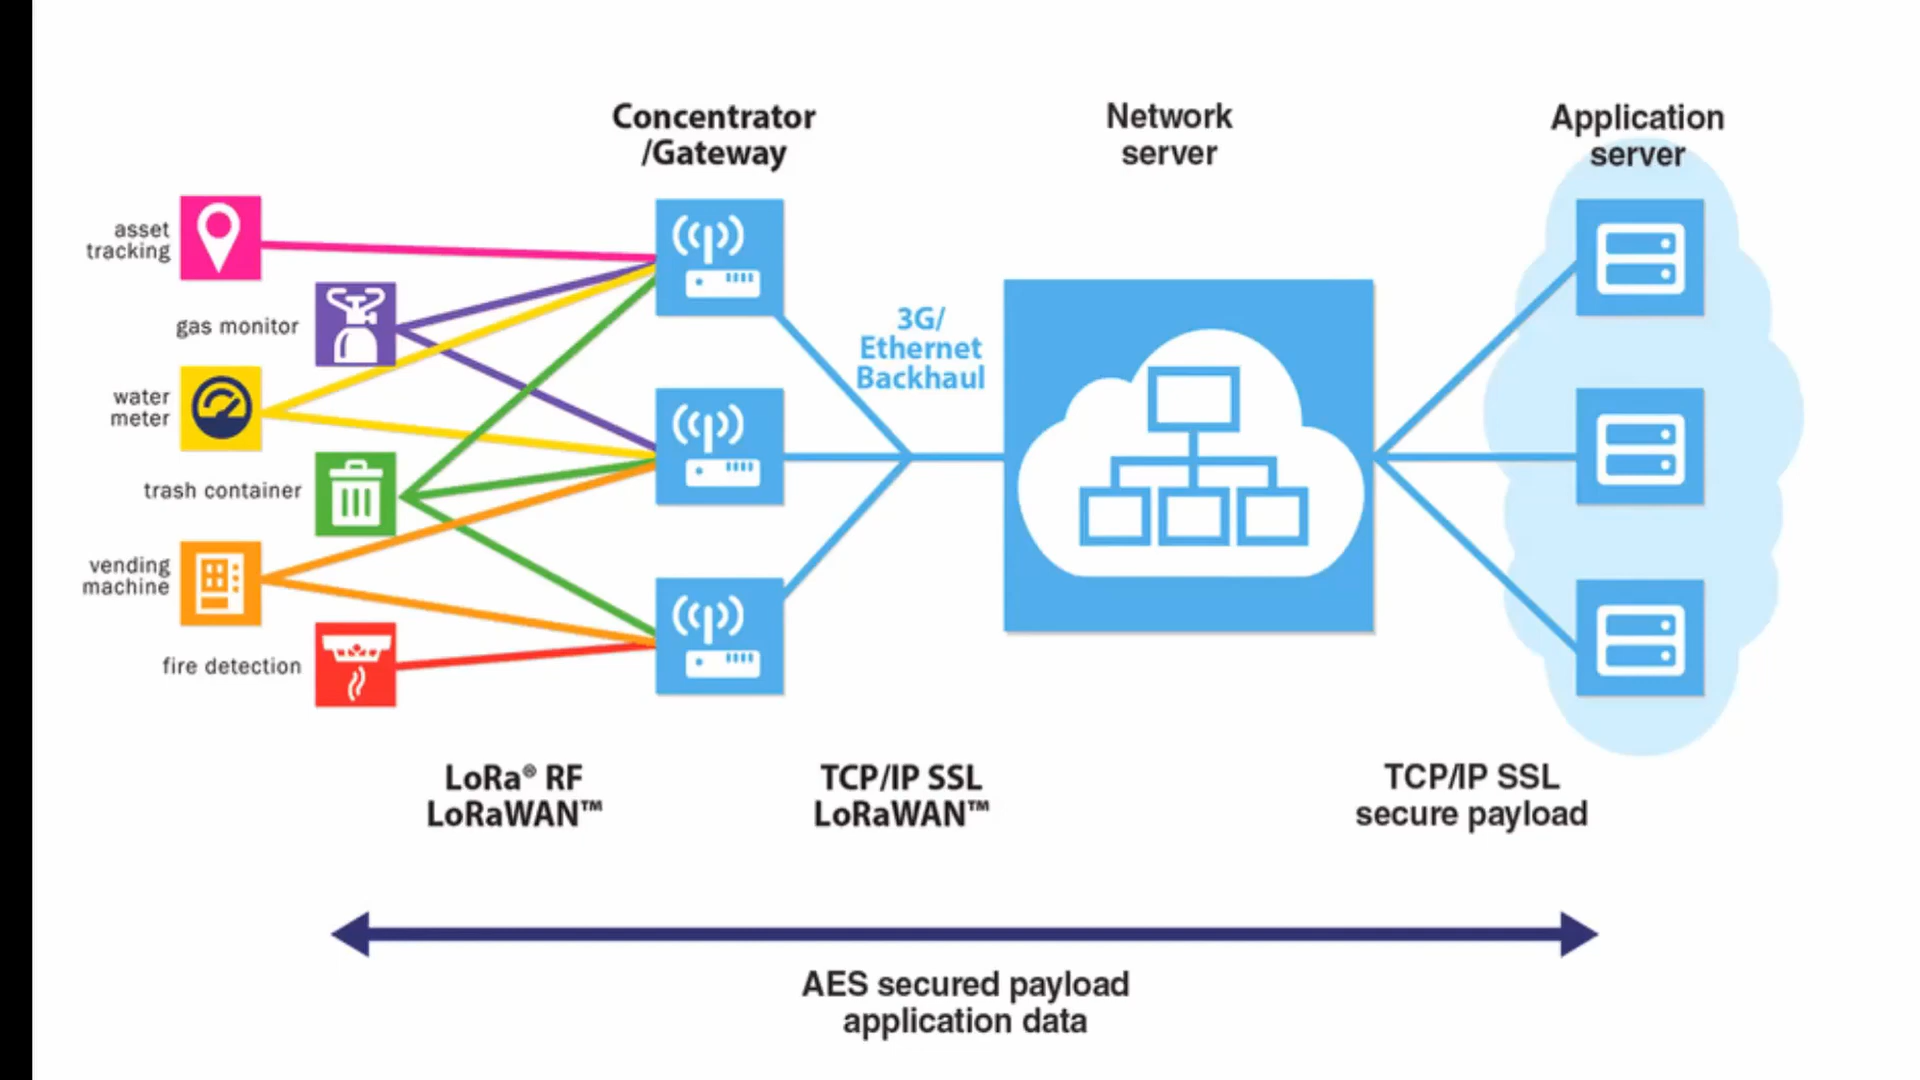 Concentrator
/Gateway
Network
server
Application
server
asset
tracking
gas monitor
water
meter
trash container
vending
machine
fire detection
3G/
Ethernet
Backhaul
LoRa® RF
LoRaWAN™
TCP/IP SSL
LoRaWAN™
TCP/IP SSL
secure payload
AES secured payload
application data